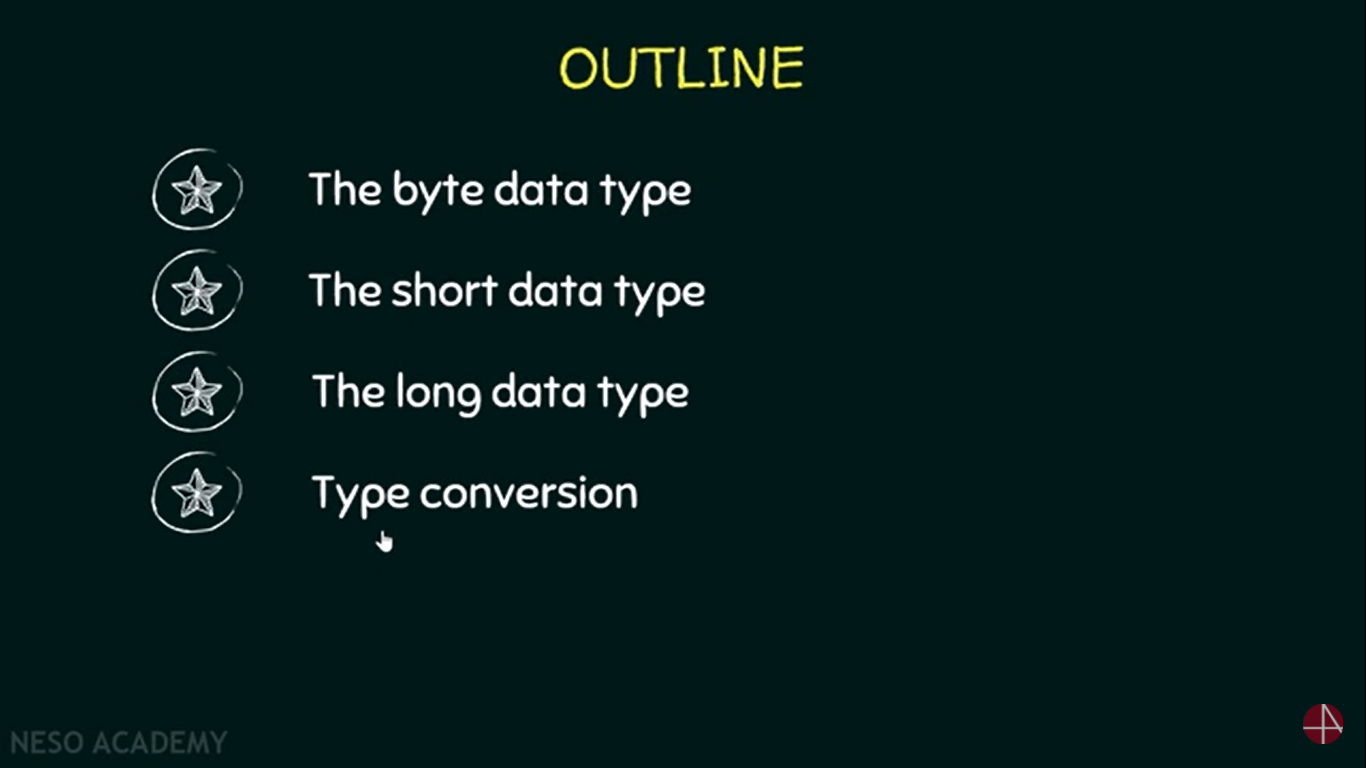 OUTLINE
The byte data type
The short data type
The long data type
Type conversion
NESO ACADEMY